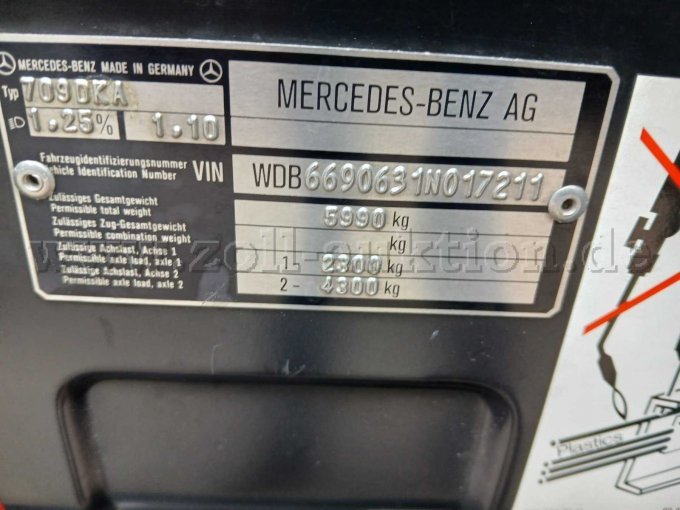 MERCEDES-BENZ MADE IN GERMANY
Typ 709DKA
1.25% 1.10
MERCEDES-BENZ AG
Fahrzeugidentifizierungsnummer
Vehicle Identification Number VIN WDB6690631N017211
Zulässiges Gesamtgewicht
Permissible total weight 5990 kg
Zulässiges Zug-Gesamtgewicht
Permissible combination weight kg
Zulässige Achslast, Achse 1
Permissible axle load, axle 1 1- 2300 kg
Zulässige Achslast, Achse 2
Permissible axle load, axle 2 2- 4300 kg
www.zoll-auktion.de
Plastics